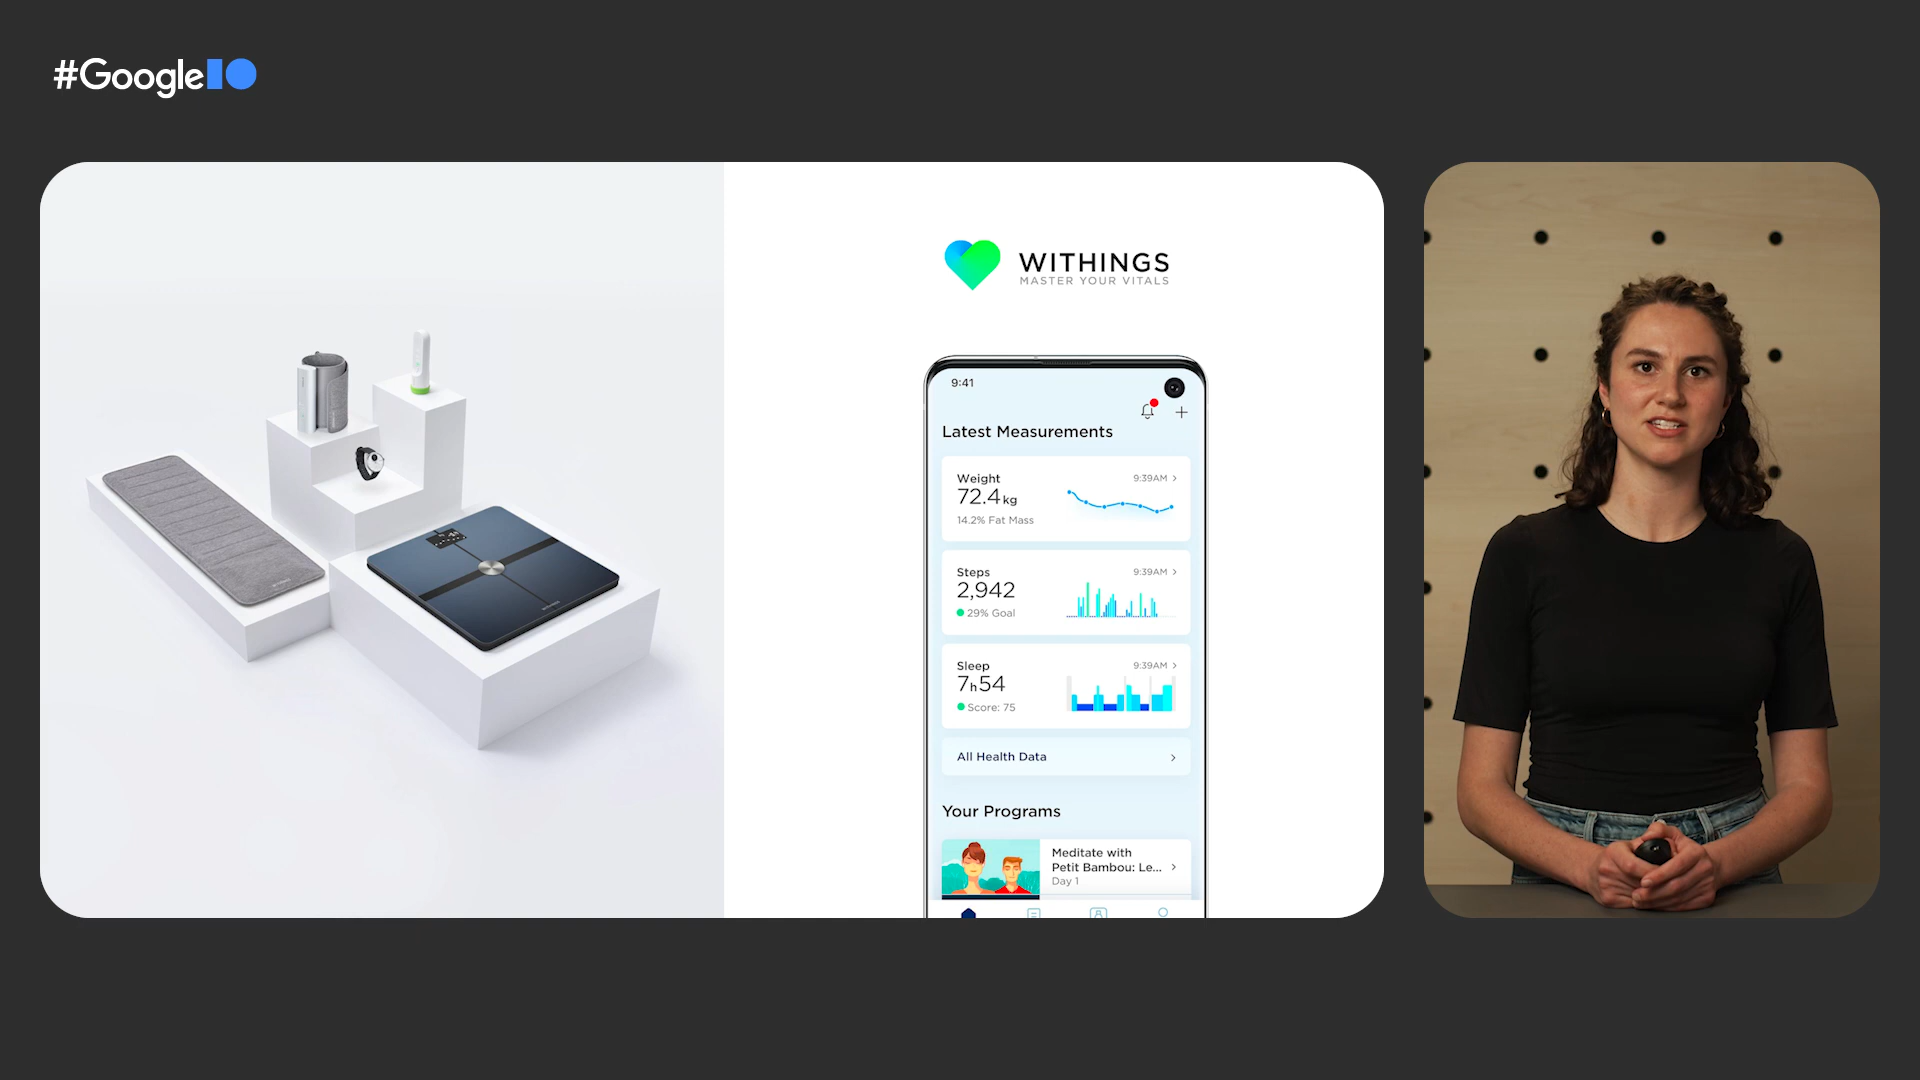 #GoogleIO
WITHINGS
MASTER YOUR VITALS
9:41
Latest Measurements
Weight
9:39AM
72.4kg
14.2% Fat Mass
Steps
9:39AM
2,942
29% Goal
Sleep
9:39AM
7h54
Score: 75
All Health Data
Your Programs
Meditate with
Petit Bambou: Le...
Day 1